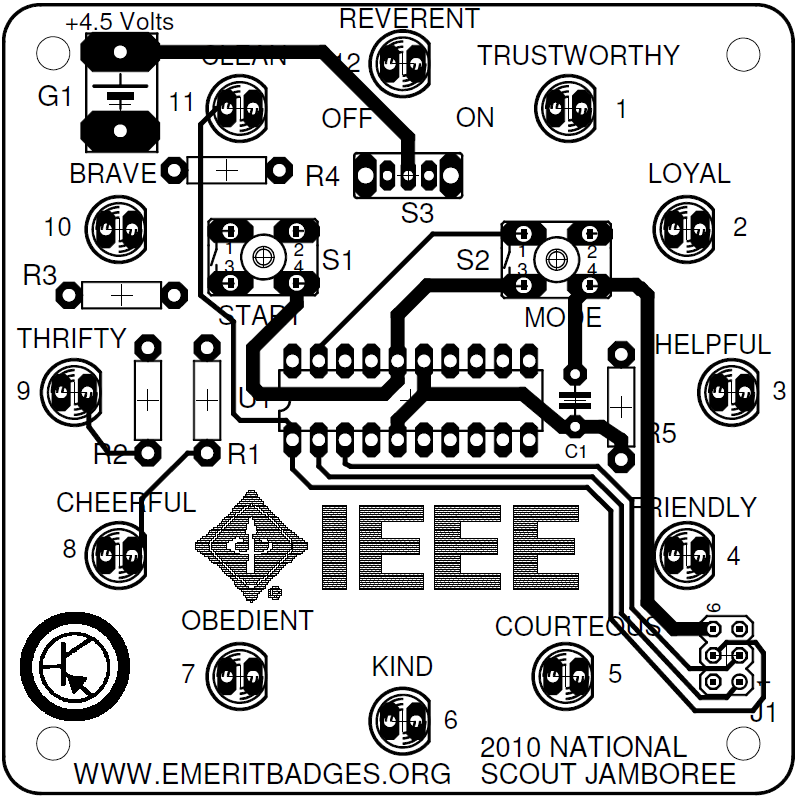 +4.5 Volts
REVERENT
CLEAN
12
TRUSTWORTHY
G1
11
OFF
ON
1
BRAVE
R4
LOYAL
S3
10
2
1
2
S1
S2
1
2
3
4
3
4
R3
START
MODE
THRIFTY
HELPFUL
9
U1
3
R2
R1
C1
R5
CHEERFUL
IEEE
®
FRIENDLY
8
4
6
OBEDIENT
COURTEOUS
7
KIND
5
6
1
J1
2010 NATIONAL
WWW.EMERITBADGES.ORG
SCOUT JAMBOREE